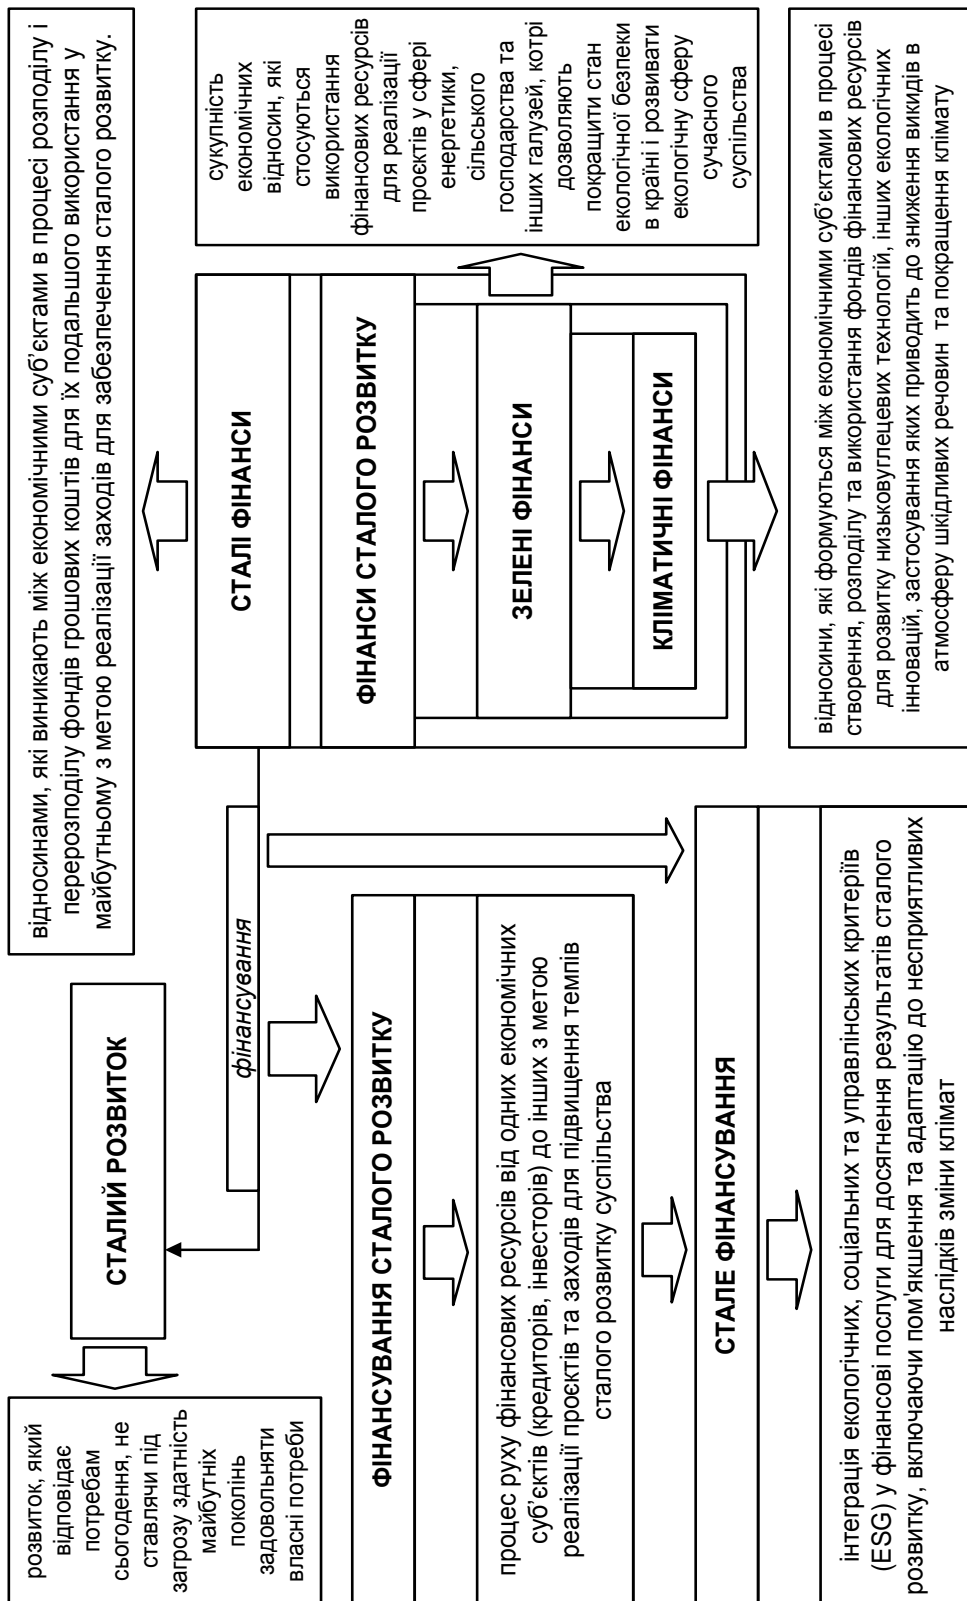 розвиток, який
відповідає
потребам
сьогодення, не
ставлячи під
загрозу здатність
майбутніх
поколінь
задовольняти
власні потреби
СТАЛИЙ РОЗВИТОК
відносинами, які виникають між економічними суб’єктами в процесі розподілу і
перерозподілу фондів грошових коштів для їх подальшого використання у
майбутньому з метою реалізації заходів для забезпечення сталого розвитку.
фінансування
СТАЛІ ФІНАНСИ
ФІНАНСИ СТАЛОГО РОЗВИТКУ
ЗЕЛЕНІ ФІНАНСИ
КЛІМАТИЧНІ ФІНАНСИ
сукупність
економічних
відносин, які
стосуються
використання
фінансових ресурсів
для реалізації
проєктів у сфері
енергетики,
сільського
господарства та
інших галузей, котрі
дозволяють
покращити стан
екологічної безпеки
в країні і розвивати
екологічну сферу
сучасного
суспільства
ФІНАНСУВАННЯ СТАЛОГО РОЗВИТКУ
процес руху фінансових ресурсів від одних економічних
суб’єктів (кредиторів, інвесторів) до інших з метою
реалізації проєктів та заходів для підвищення темпів
сталого розвитку суспільства
СТАЛЕ ФІНАНСУВАННЯ
інтеграція екологічних, соціальних та управлінських критеріїв
(ESG) у фінансові послуги для досягнення результатів сталого
розвитку, включаючи пом'якшення та адаптацію до несприятливих
наслідків зміни клімат
відносини, які формуються між економічними суб’єктами в процесі
створення, розподілу та використання фондів фінансових ресурсів
для розвитку низьковуглецевих технологій, інших екологічних
інновацій, застосування яких приводить до зниження викидів в
атмосферу шкідливих речовин та покращення клімату